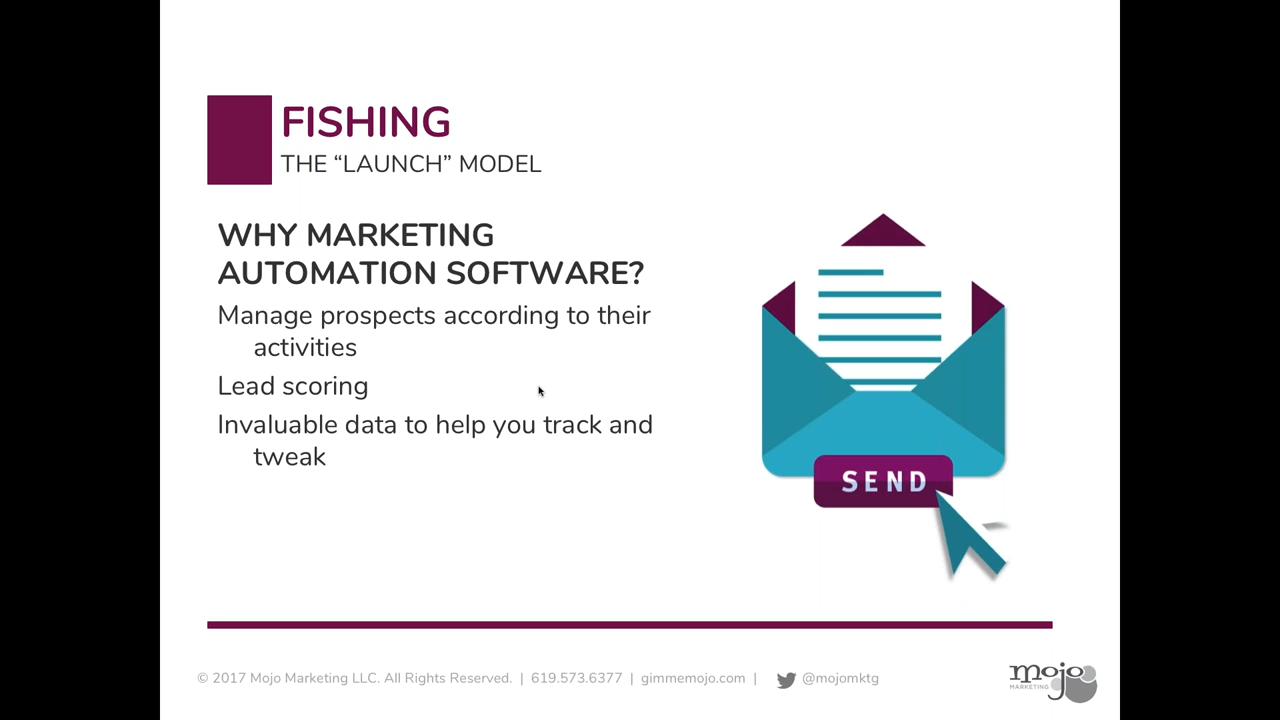 FISHING
THE “LAUNCH” MODEL
WHY MARKETING
AUTOMATION SOFTWARE?
Manage prospects according to their
activities
Lead scoring
Invaluable data to help you track and
tweak
SEND
© 2017 Mojo Marketing LLC. All Rights Reserved. | 619.573.6377 | gimmemojo.com | @mojomktg
mojo
MARKETING